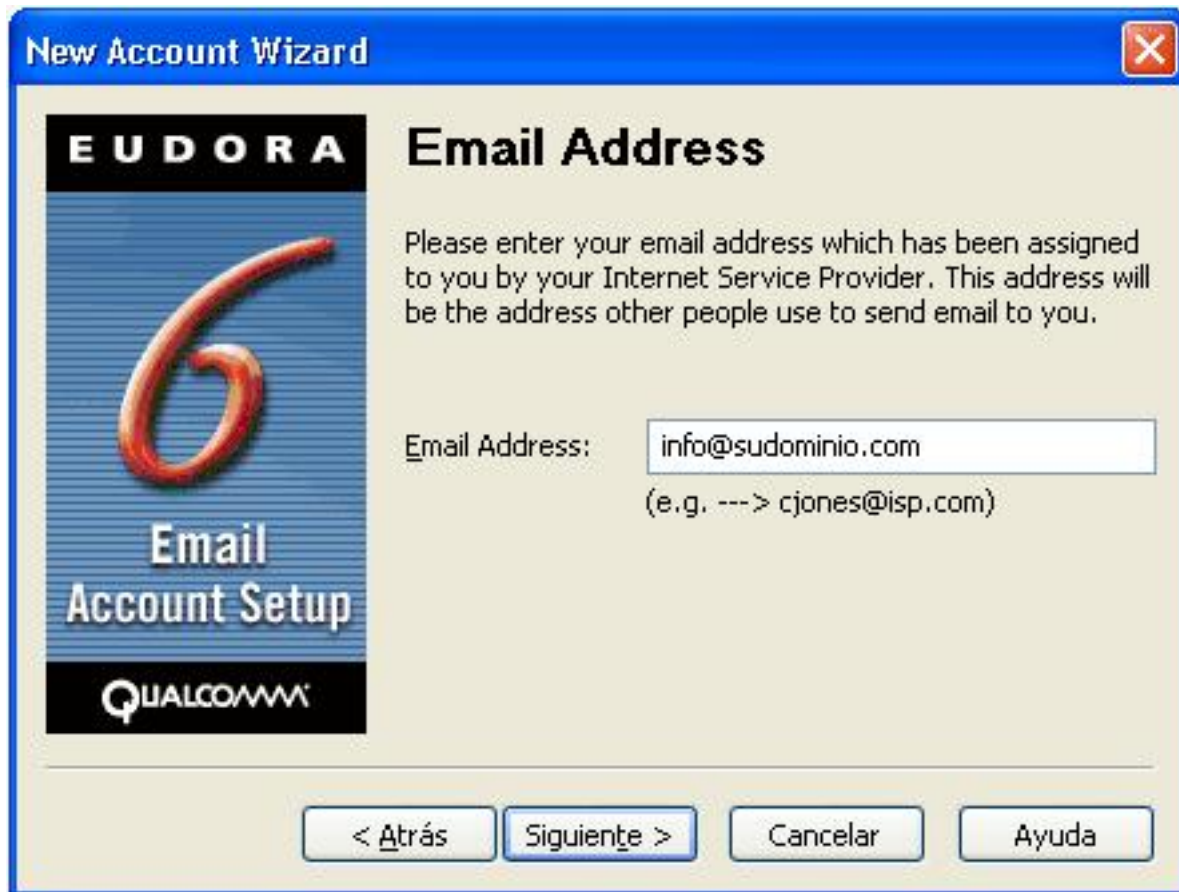 New Account Wizard
EUDORA
6
Email
Account Setup
QUALCOMM
Email Address
Please enter your email address which has been assigned
to you by your Internet Service Provider. This address will
be the address other people use to send email to you.
Email Address:
info@sudominio.com
(e.g. ---> cjones@isp.com)
< Atrás
Siguiente >
Cancelar
Ayuda